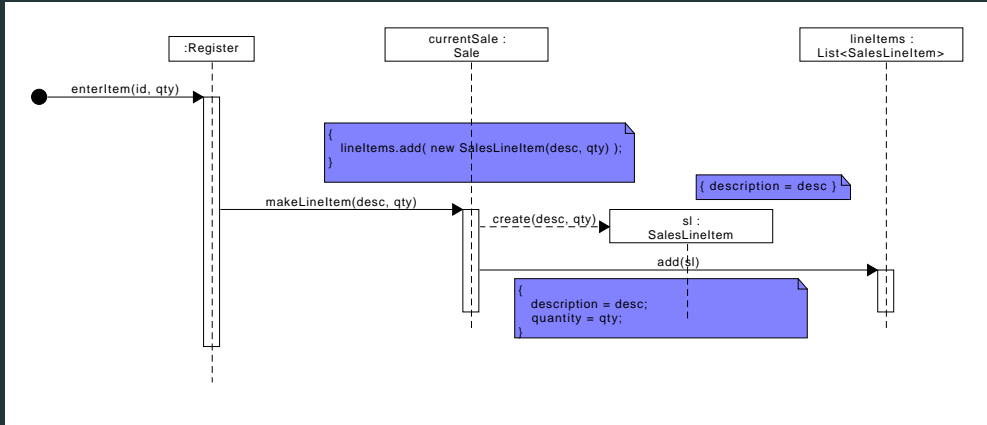 :Register
currentSale :
Sale
lineItems :
List<SalesLineItem>
enterItem(id, qty)
{
lineItems.add( new SalesLineItem(desc, qty) );
}
{ description = desc }
makeLineItem(desc, qty)
create(desc, qty)
sl :
SalesLineItem
add(sl)
{
description = desc;
quantity = qty;
}